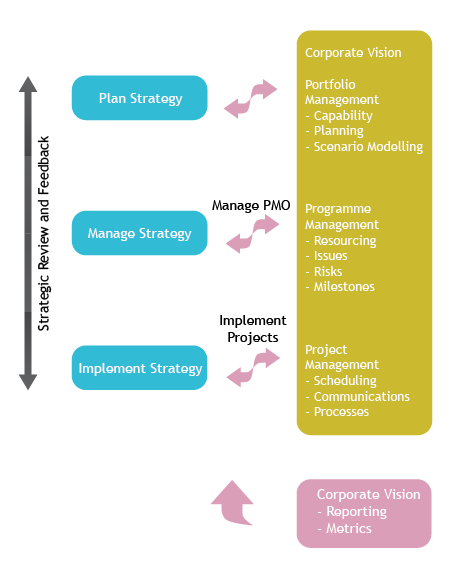 Corporate Vision
Plan Strategy
Portfolio
Management
- Capability
- Planning
- Scenario Modelling
Strategic Review and Feedback
Manage PMO
Manage Strategy
Programme
Management
- Resourcing
- Issues
- Risks
- Milestones
Implement
Projects
Implement Strategy
Project
Management
- Scheduling
- Communications
- Processes
Corporate Vision
- Reporting
- Metrics